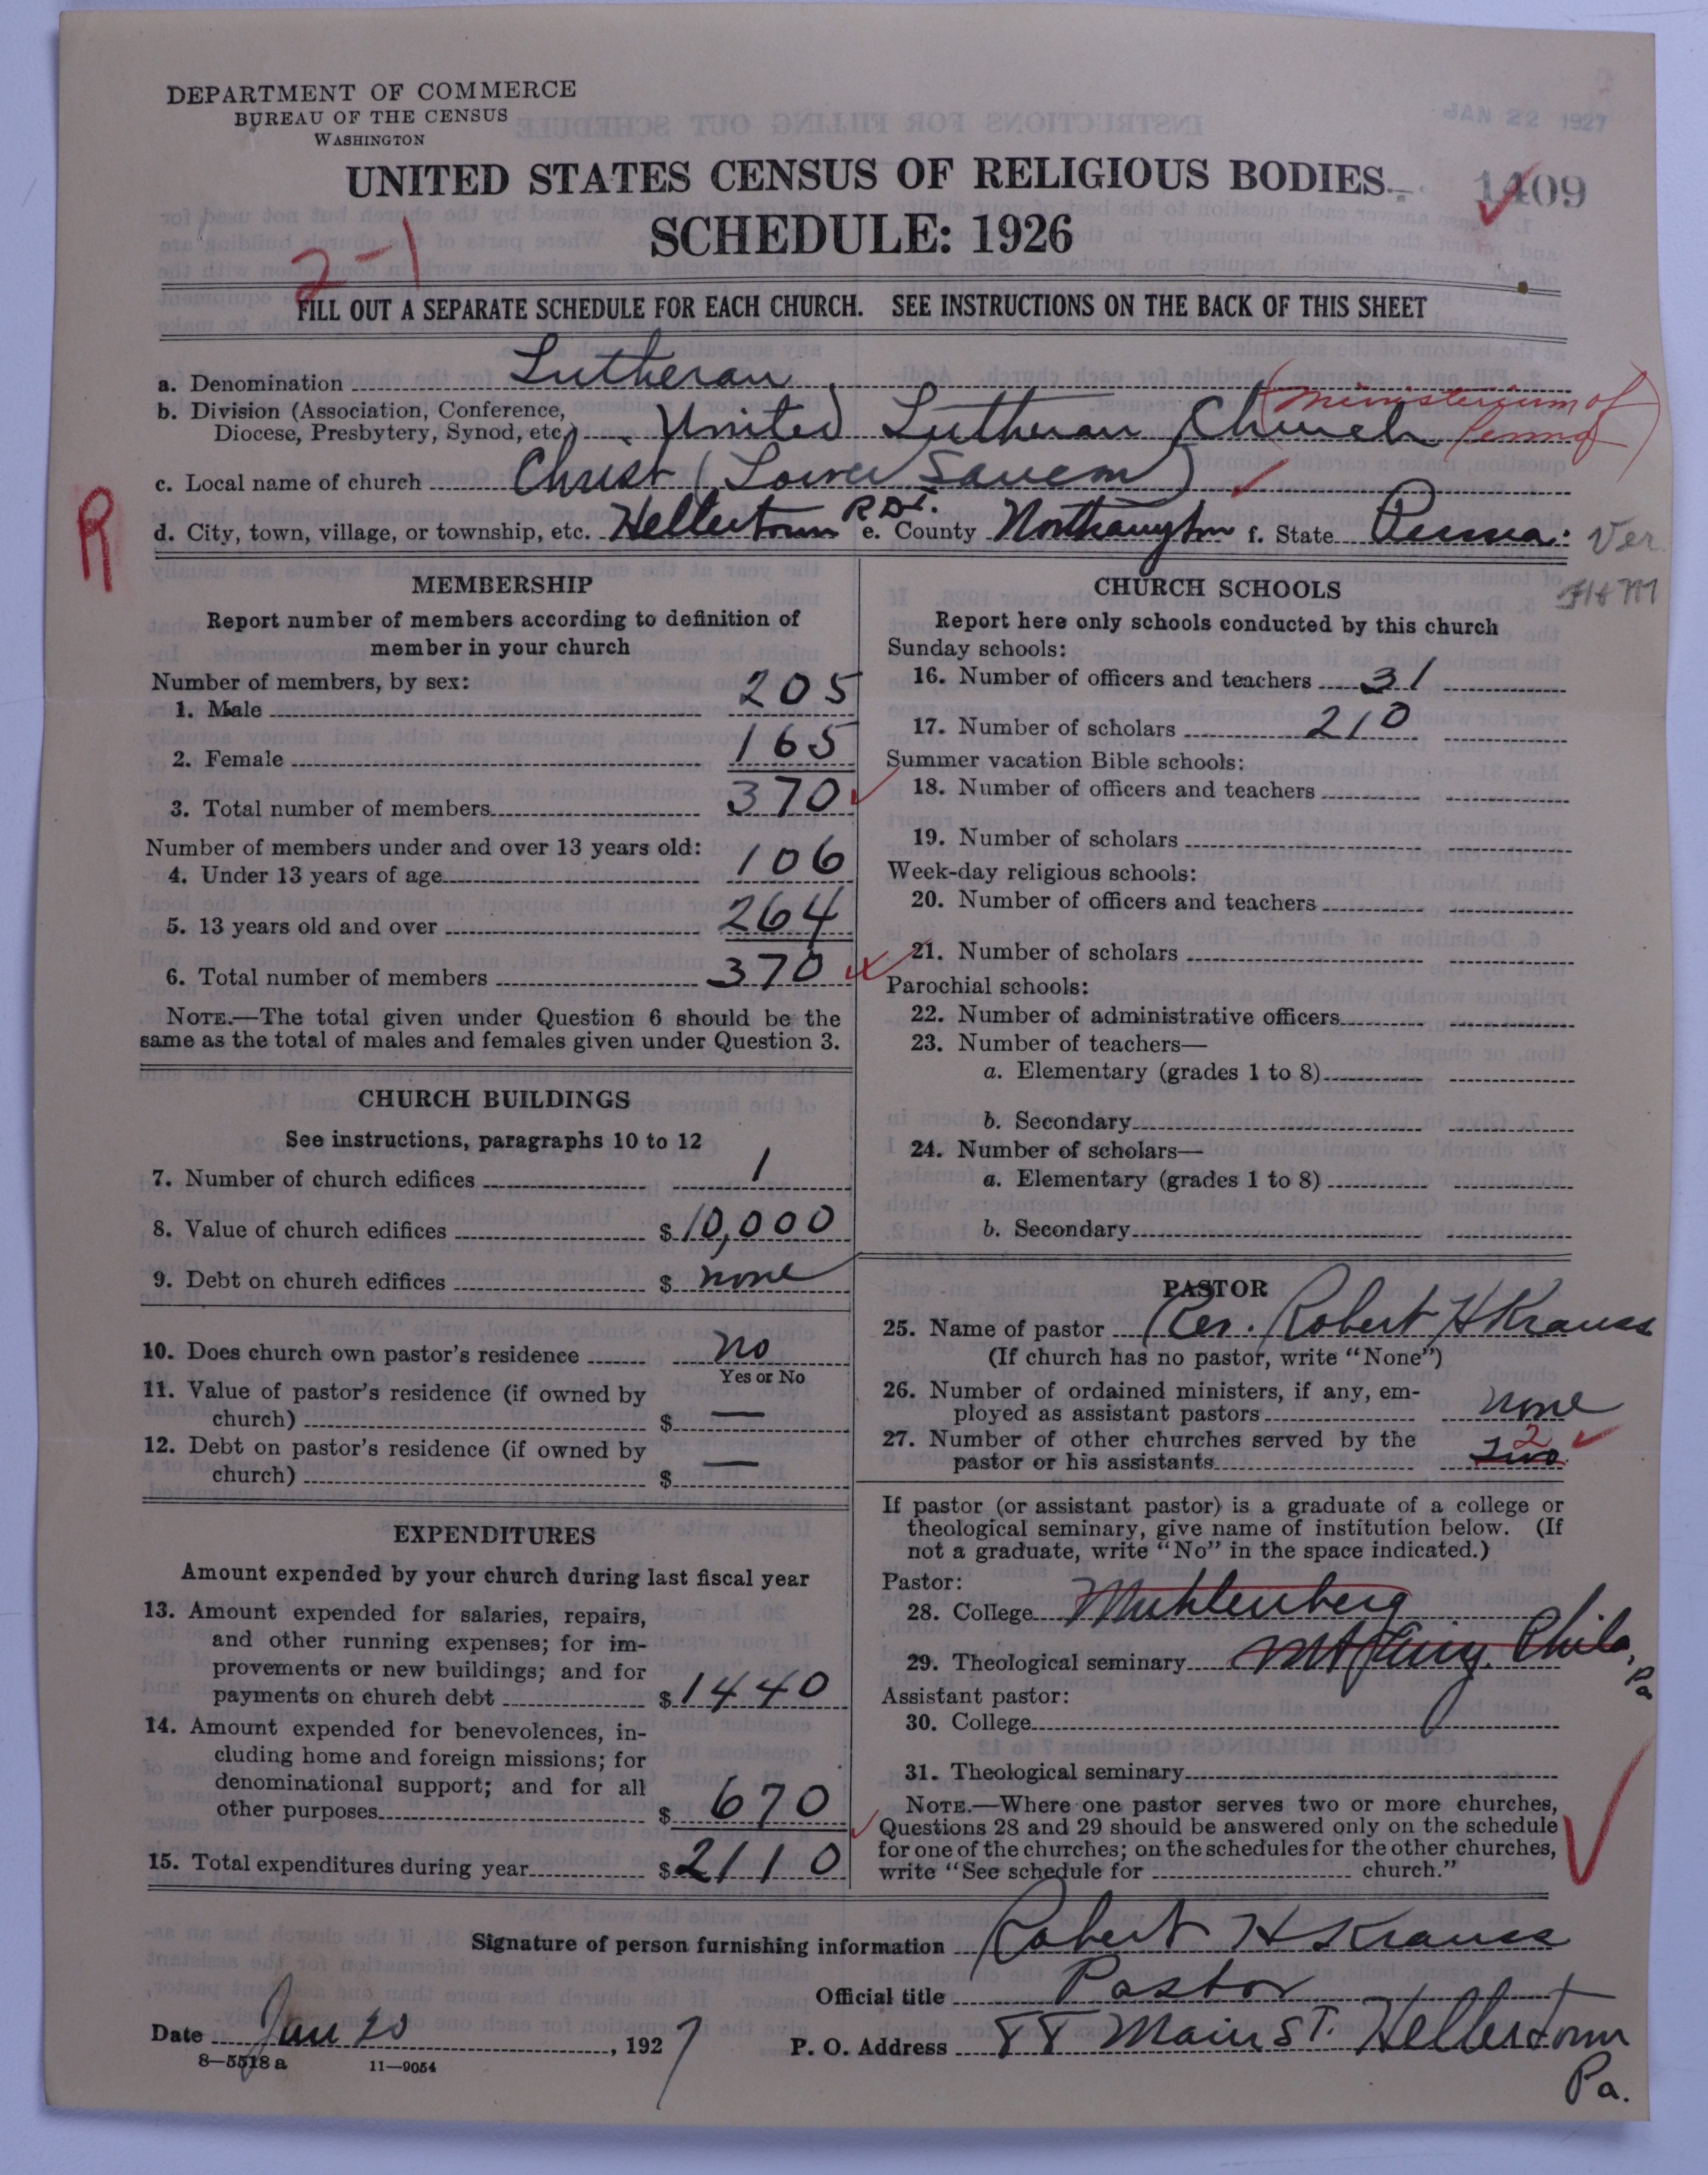 DEPARTMENT OF COMMERCE
BUREAU OF THE CENSUS
WASHINGTON
JAN 22 1927
UNITED STATES CENSUS OF RELIGIOUS BODIES
1409
SCHEDULE: 1926
2-1
FILL OUT A SEPARATE SCHEDULE FOR EACH CHURCH. SEE INSTRUCTIONS ON THE BACK OF THIS SHEET
a. Denomination Lutheran
b. Division (Association, Conference, Diocese, Presbytery, Synod, etc.) United Lutheran Church (Ministerium of Penna)
c. Local name of church Christ (Lower Saucon)
R
d. City, town, village, or township, etc. Hellertown R D 1. e. County Northampton f. State Penna. Ver.
MEMBERSHIP
Report number of members according to definition of
member in your church
Number of members, by sex:
1. Male 205
2. Female 165
3. Total number of members 370
Number of members under and over 13 years old:
4. Under 13 years of age 106
5. 13 years old and over 264
6. Total number of members 370
NOTE.—The total given under Question 6 should be the
same as the total of males and females given under Question 3.
CHURCH BUILDINGS
See instructions, paragraphs 10 to 12
7. Number of church edifices 1
8. Value of church edifices $ 10,000
9. Debt on church edifices $ none
10. Does church own pastor's residence No
Yes or No
11. Value of pastor's residence (if owned by
church) $ —
12. Debt on pastor's residence (if owned by
church) $ —
EXPENDITURES
Amount expended by your church during last fiscal year
13. Amount expended for salaries, repairs,
and other running expenses; for im-
provements or new buildings; and for
payments on church debt $ 1440
14. Amount expended for benevolences, in-
cluding home and foreign missions; for
denominational support; and for all
other purposes $ 670
15. Total expenditures during year $ 2110
CHURCH SCHOOLS
HM
Report here only schools conducted by this church
Sunday schools:
16. Number of officers and teachers 31
17. Number of scholars 210
Summer vacation Bible schools:
18. Number of officers and teachers
19. Number of scholars
Week-day religious schools:
20. Number of officers and teachers
21. Number of scholars
Parochial schools:
22. Number of administrative officers
23. Number of teachers—
a. Elementary (grades 1 to 8)
b. Secondary
24. Number of scholars—
a. Elementary (grades 1 to 8)
b. Secondary
PASTOR
25. Name of pastor Rev. Robert H Krauss
(If church has no pastor, write "None")
26. Number of ordained ministers, if any, em-
ployed as assistant pastors none
27. Number of other churches served by the
pastor or his assistants two 2
If pastor (or assistant pastor) is a graduate of a college or
theological seminary, give name of institution below. (If
not a graduate, write "No" in the space indicated.)
Pastor:
28. College Muhlenberg
29. Theological seminary Mt Airy, Phila, Pa
Assistant pastor:
30. College
31. Theological seminary
NOTE.—Where one pastor serves two or more churches,
Questions 28 and 29 should be answered only on the schedule
for one of the churches; on the schedules for the other churches,
write "See schedule for church."
Signature of person furnishing information Robert H Krauss
Official title Pastor
Date Jan 20, 1927 P. O. Address 88 Main St. Hellertown Pa.
8—5518 a 11—9054